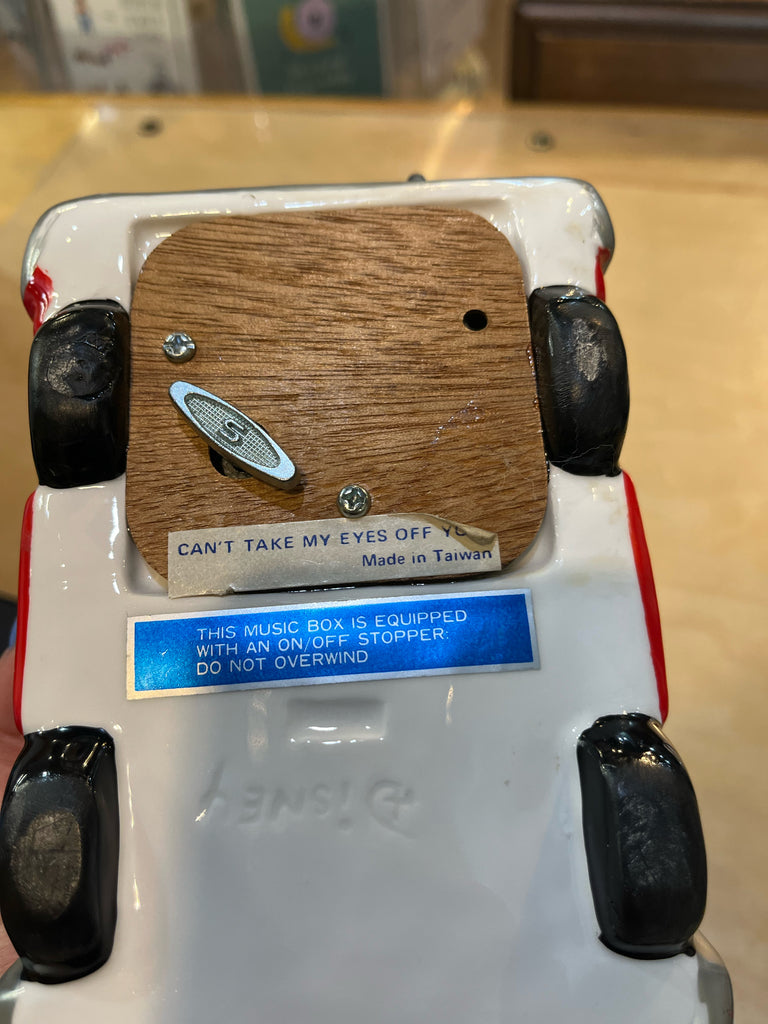 S
CAN'T TAKE MY EYES OFF
Made in Taiwan
THIS MUSIC BOX IS EQUIPPED
WITH AN ON/OFF STOPPER:
DO NOT OVERWIND
DISNEY